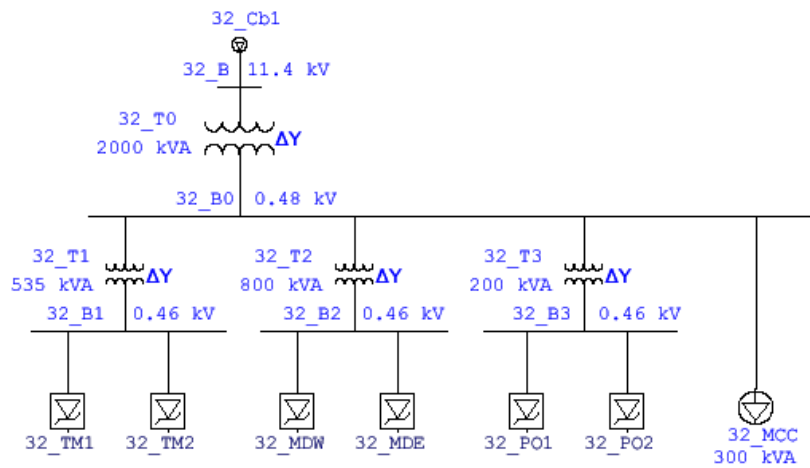 32_Cb1
32_B 11.4 kV
32_T0
2000 kVA
ΔY
32_B0 0.48 kV
32_T1
535 kVA
ΔY
32_T2
800 kVA
ΔY
32_T3
200 kVA
ΔY
32_B1 0.46 kV
32_B2 0.46 kV
32_B3 0.46 kV
32_TM1 32_TM2 32_MDW 32_MDE 32_PO1 32_PO2 32_MCC
300 kVA